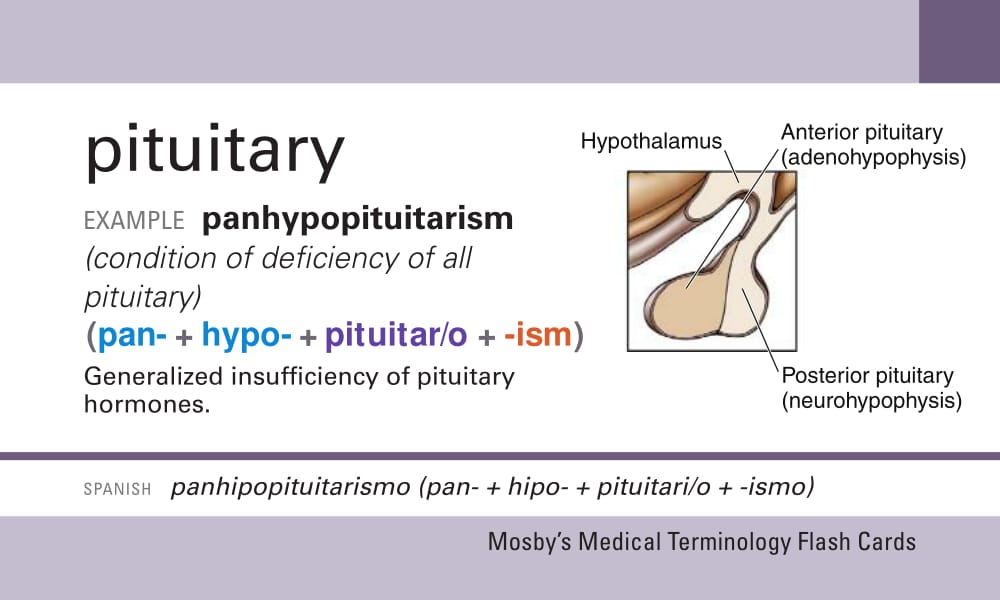 pituitary
EXAMPLE panhypopituitarism
(condition of deficiency of all
pituitary)
(pan- + hypo- + pituitar/o + -ism)
Generalized insufficiency of pituitary
hormones.
Hypothalamus
Anterior pituitary
(adenohypophysis)
Posterior pituitary
(neurohypophysis)
SPANISH panhipopituitarismo (pan- + hipo- + pituitari/o + -ismo)
Mosby's Medical Terminology Flash Cards